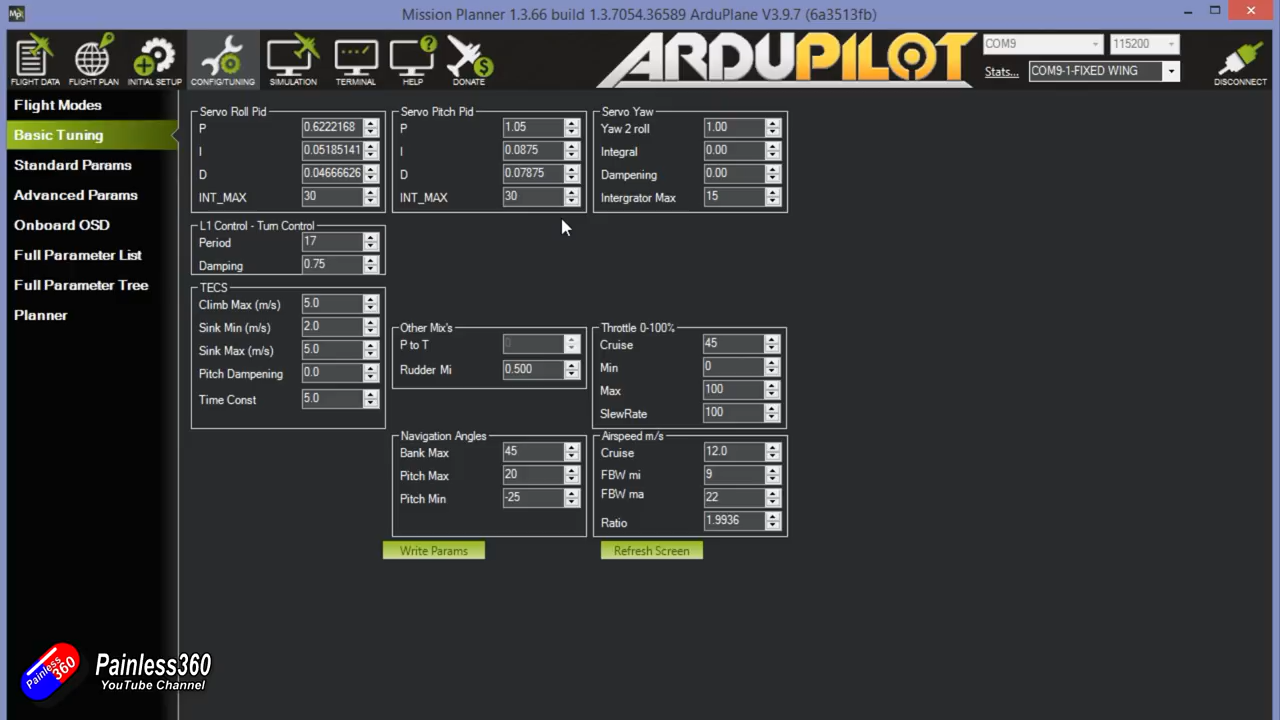 Mp
Mission Planner 1.3.66 build 1.3.7054.36589 ArduPlane V3.9.7 (6a3513fb)
FLIGHT DATA
FLIGHT PLAN
INITIAL SETUP
CONFIG/TUNING
SIMULATION
TERMINAL
HELP
DONATE
ARDUPILOT
COM9
115200
Stats...
COM9-1-FIXED WING
DISCONNECT
Flight Modes
Basic Tuning
Standard Params
Advanced Params
Onboard OSD
Full Parameter List
Full Parameter Tree
Planner
Servo Roll Pid
P 0.6222168
I 0.05185141
D 0.04666626
INT_MAX 30
Servo Pitch Pid
P 1.05
I 0.0875
D 0.07875
INT_MAX 30
Servo Yaw
Yaw 2 roll 1.00
Integral 0.00
Dampening 0.00
Intergrator Max 15
L1 Control - Turn Control
Period 17
Damping 0.75
TECS
Climb Max (m/s) 5.0
Sink Min (m/s) 2.0
Sink Max (m/s) 5.0
Pitch Dampening 0.0
Time Const 5.0
Other Mix's
P to T 0
Rudder Mi 0.500
Throttle 0-100%
Cruise 45
Min 0
Max 100
SlewRate 100
Navigation Angles
Bank Max 45
Pitch Max 20
Pitch Min -25
Airspeed m/s
Cruise 12.0
FBW mi 9
FBW ma 22
Ratio 1.9936
Write Params
Refresh Screen
Painless
360
Painless360
YouTube Channel